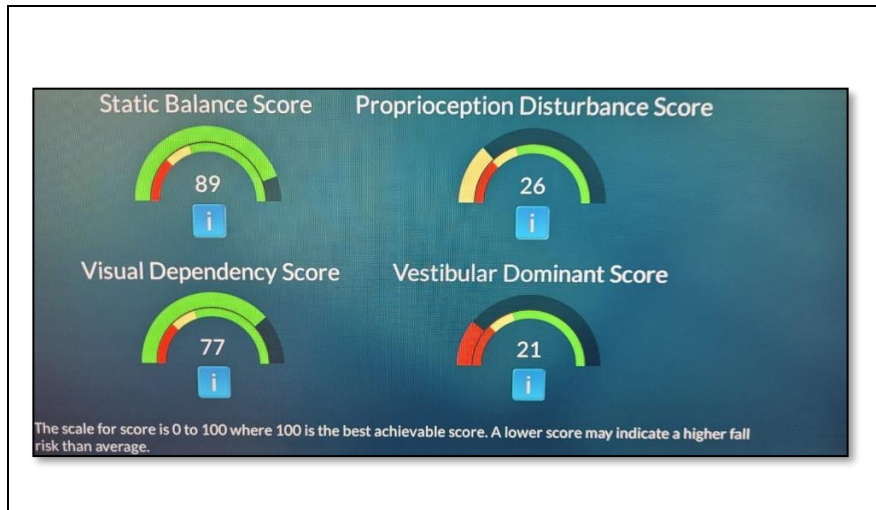 Static Balance Score
89
i
Proprioception Disturbance Score
26
i
Visual Dependency Score
77
i
Vestibular Dominant Score
21
i
The scale for score is 0 to 100 where 100 is the best achievable score. A lower score may indicate a higher fall
risk than average.